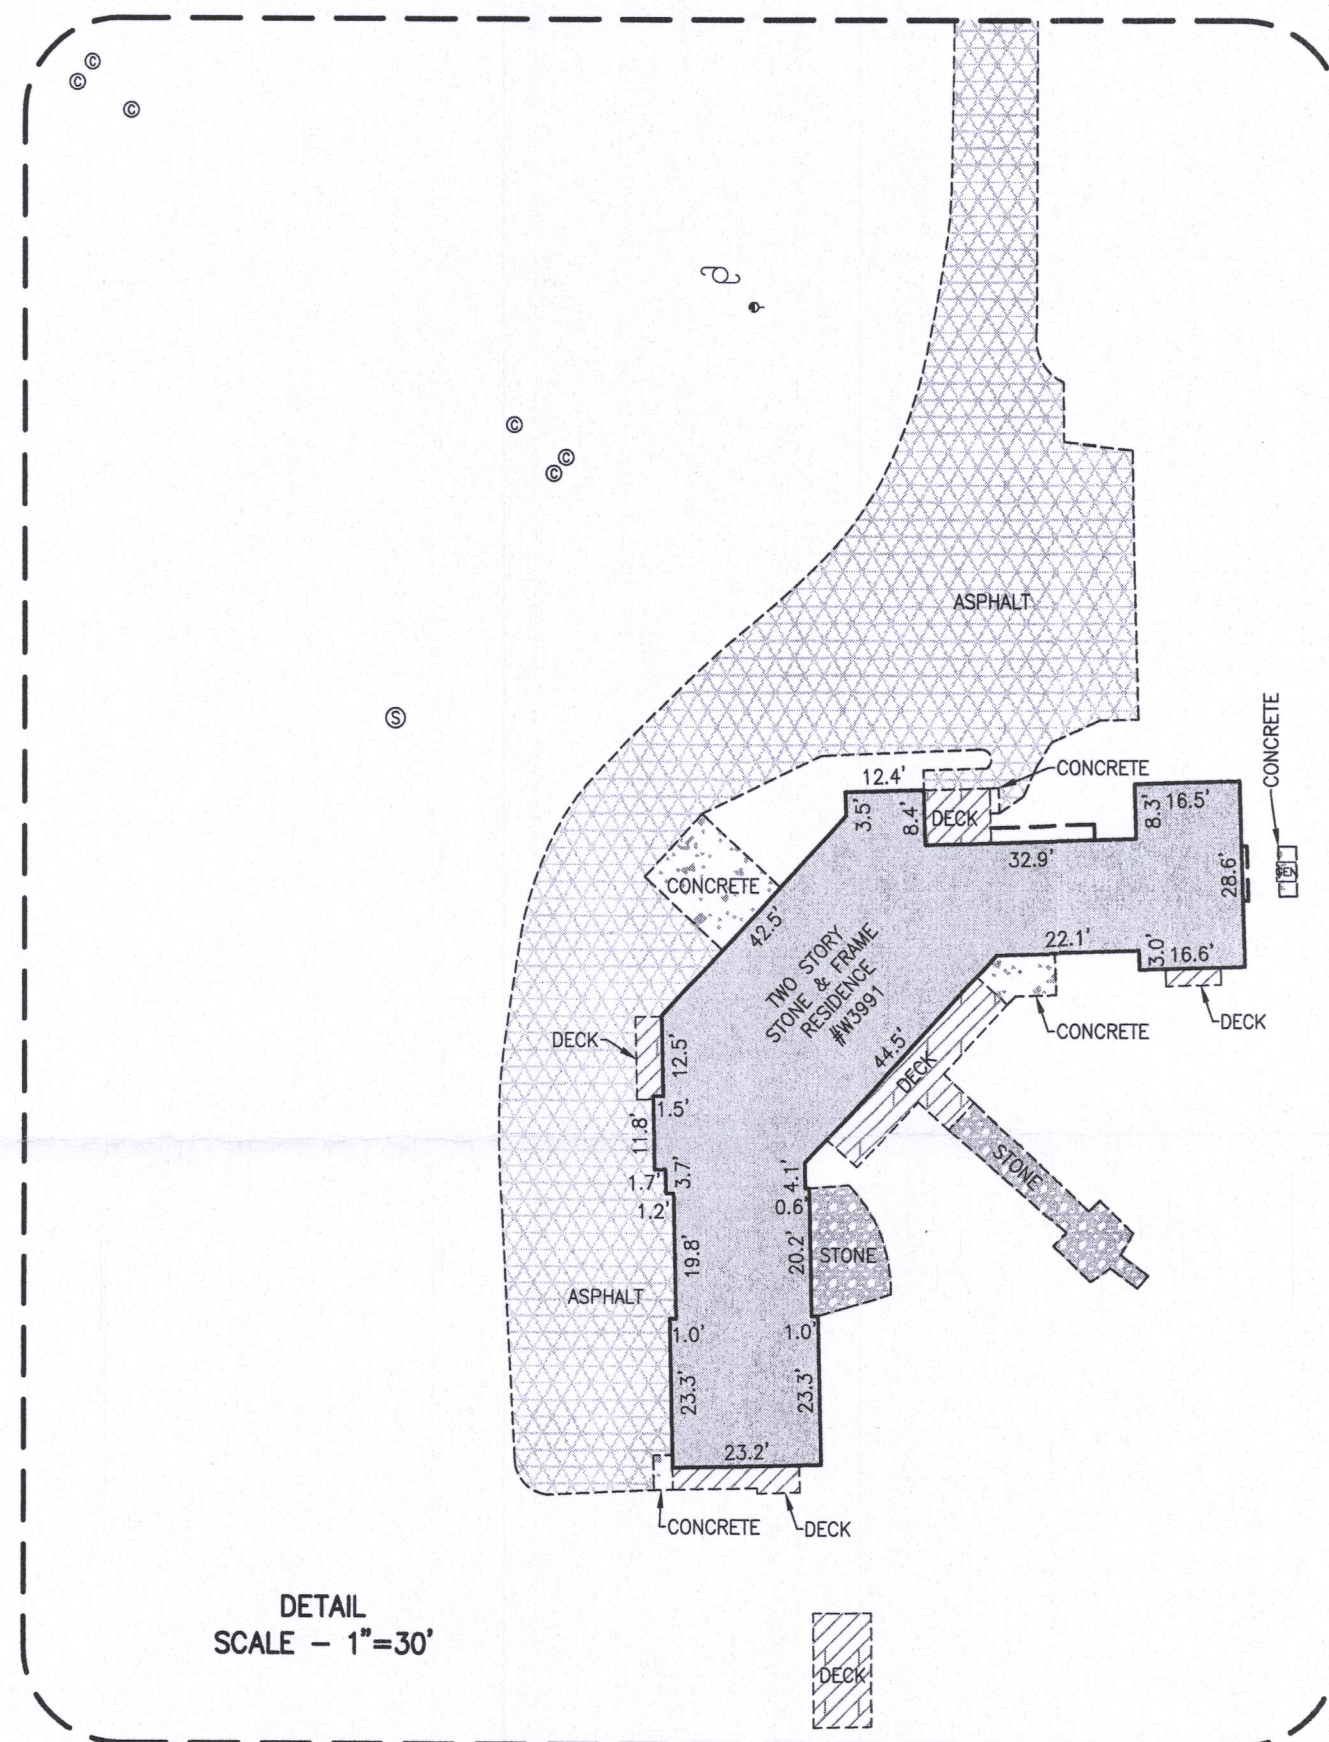 ©
©
©
©
©
©
ASPHALT
Ⓢ
CONCRETE
12.4'
CONCRETE
3.5'
8.4'
DECK
8.3'
16.5'
32.9'
28.6'
GEN
CONCRETE
42.5'
TWO STORY
STONE & FRAME
RESIDENCE
#W3991
22.1'
3.0'
16.6'
DECK
CONCRETE
DECK
12.5'
44.5'
DECK
1.5'
11.8'
3.7'
1.7'
1.2'
4.1'
0.6'
STONE
19.8'
20.2'
STONE
ASPHALT
1.0'
1.0'
23.3'
23.3'
23.2'
CONCRETE
DECK
DETAIL
SCALE – 1"=30'
DECK